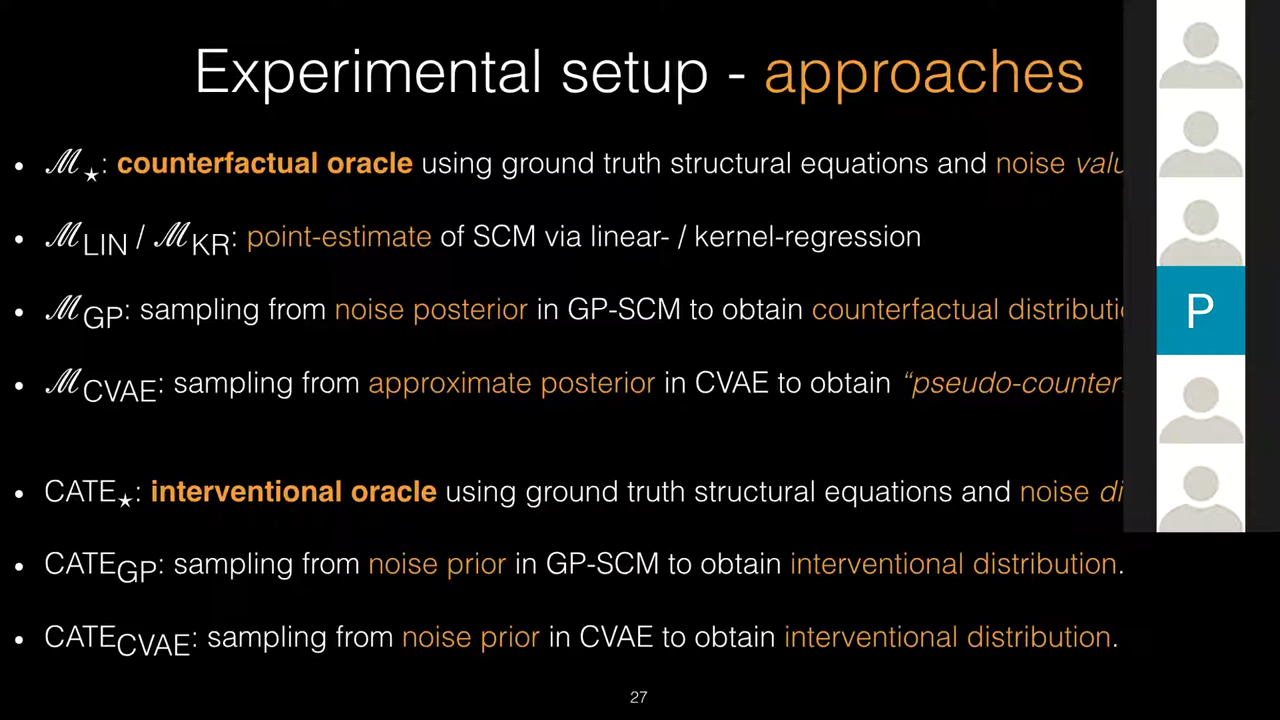 Experimental setup - approaches
• ℳ⋆: counterfactual oracle using ground truth structural equations and noise
• ℳLIN / ℳKR: point-estimate of SCM via linear- / kernel-regression
• ℳGP: sampling from noise posterior in GP-SCM to obtain counterfactual
• ℳCVAE: sampling from approximate posterior in CVAE to obtain
• CATE⋆: interventional oracle using ground truth structural equations and noise
• CATEGP: sampling from noise prior in GP-SCM to obtain interventional distribution.
• CATECVAE: sampling from noise prior in CVAE to obtain interventional distribution.
27
P